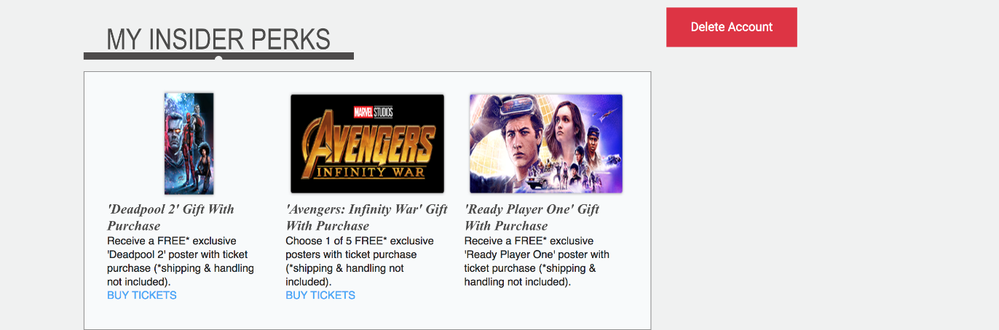 MY INSIDER PERKS
Delete Account
MARVEL STUDIOS
AVENGERS
INFINITY WAR
'Deadpool 2' Gift With
Purchase
Receive a FREE* exclusive
'Deadpool 2' poster with ticket
purchase (*shipping & handling
not included).
BUY TICKETS
'Avengers: Infinity War' Gift
With Purchase
Choose 1 of 5 FREE* exclusive
posters with ticket purchase
(*shipping & handling not
included).
BUY TICKETS
'Ready Player One' Gift
With Purchase
Receive a FREE* exclusive
'Ready Player One' poster with
ticket purchase (*shipping &
handling not included).